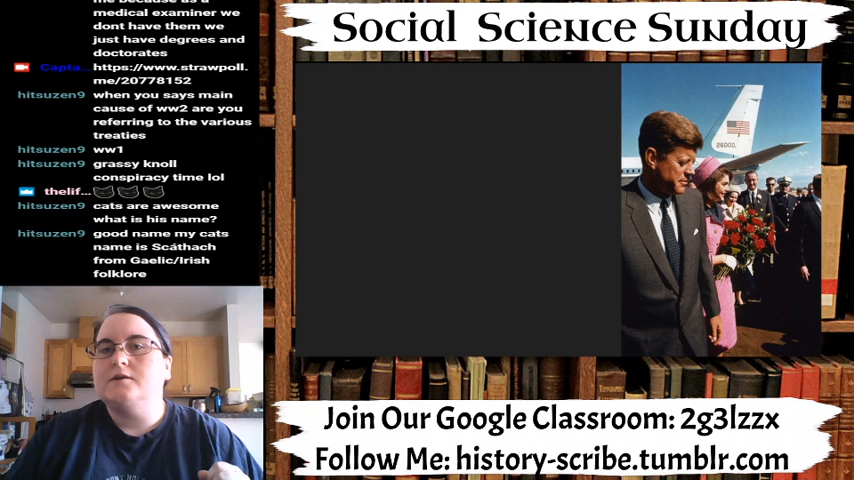 me because as a
medical examiner we
dont have them we
just have degrees and
doctorates
Capta... https://www.strawpoll.
me/20778152
hitsuzen9 when you says main
cause of ww2 are you
referring to the various
treaties
hitsuzen9 ww1
hitsuzen9 grassy knoll
conspiracy time lol
thelif...
hitsuzen9 cats are awesome
what is his name?
hitsuzen9 good name my cats
name is Scáthach
from Gaelic/Irish
folklore
Social Science Sunday
26000
Join Our Google Classroom: 2g3lzzx
Follow Me: history-scribe.tumblr.com